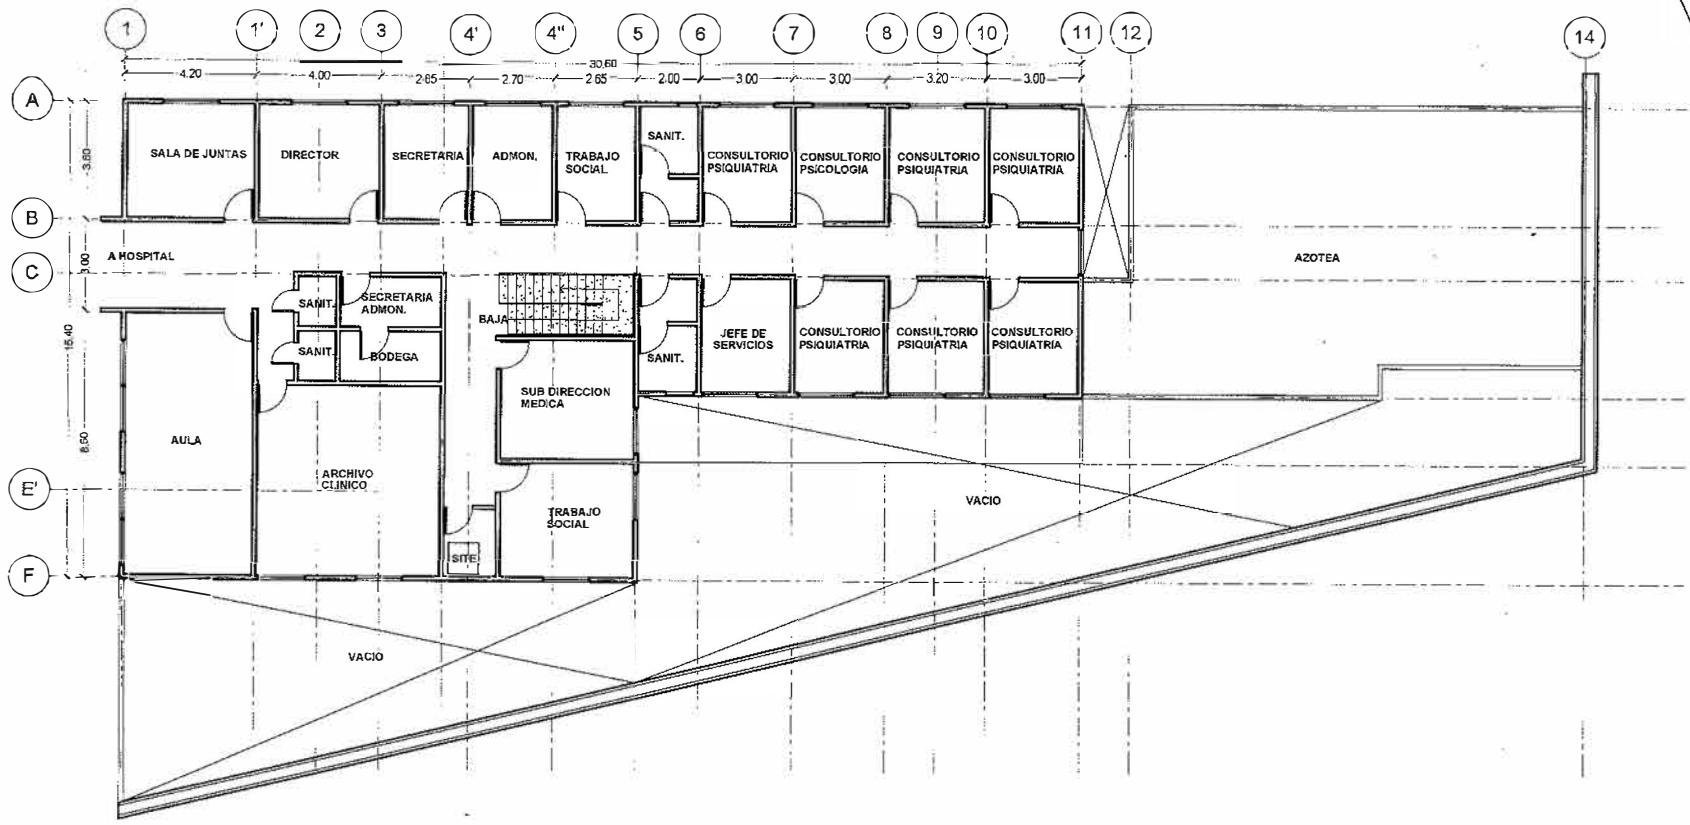 1 1' 2 3 4' 4" 5 6 7 8 9 10 11 12 14
30.60
4.20 4.00 2.85 2.70 2.65 2.00 3.00 3.00 3.20 3.00
A
B
C
E'
F
3.80
3.00
15.40
8.60
SALA DE JUNTAS
DIRECTOR
SECRETARIA
ADMON.
TRABAJO
SOCIAL
SANIT.
CONSULTORIO
PSIQUIATRIA
CONSULTORIO
PSICOLOGIA
CONSULTORIO
PSIQUIATRIA
CONSULTORIO
PSIQUIATRIA
A HOSPITAL
AZOTEA
SANIT.
SECRETARIA
ADMON.
BAJA
SANIT.
BODEGA
SANIT.
JEFE DE
SERVICIOS
CONSULTORIO
PSIQUIATRIA
CONSULTORIO
PSIQUIATRIA
CONSULTORIO
PSIQUIATRIA
SUB DIRECCION
MEDICA
AULA
ARCHIVO
CLINICO
TRABAJO
SOCIAL
SITE
VACIO
VACIO